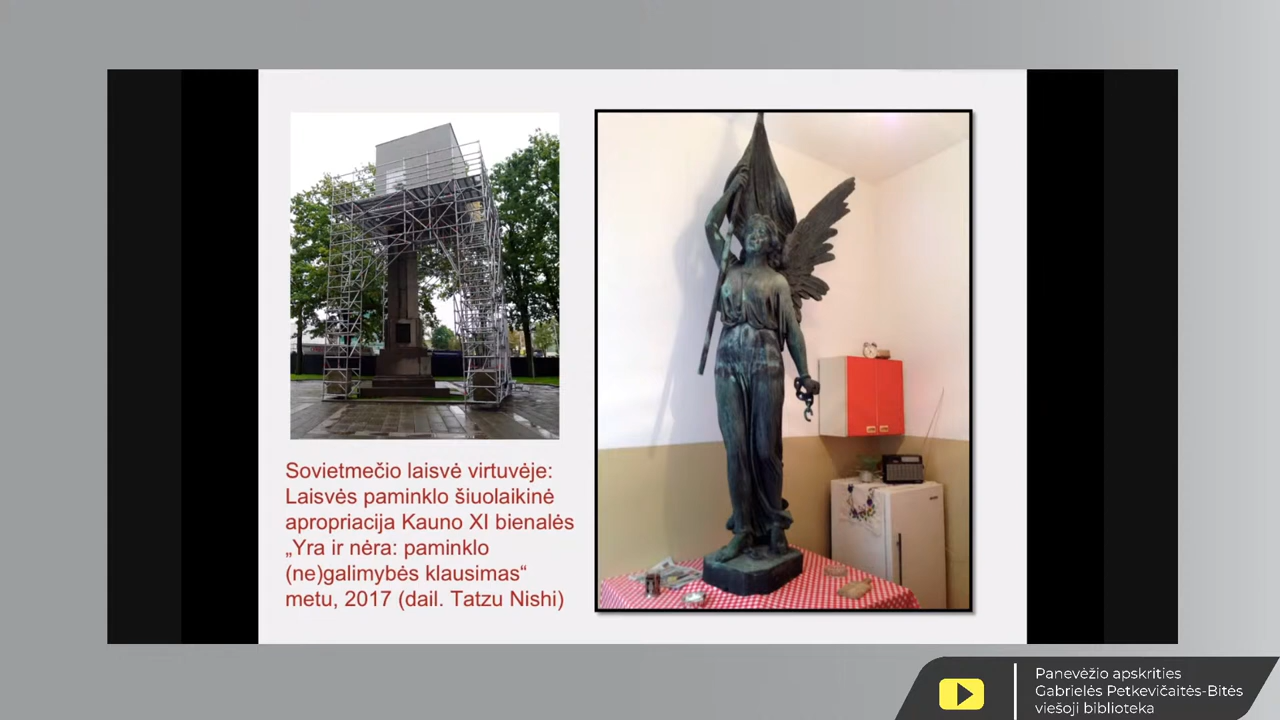 Sovietmečio laisvė virtuvėje:
Laisvės paminklo šiuolaikinė
apropriacija Kauno XI bienalės
„Yra ir nėra: paminklo
(ne)galimybės klausimas“
metu, 2017 (dail. Tatzu Nishi)
Panevėžio apskrities
Gabrielės Petkevičaitės-Bitės
viešoji biblioteka